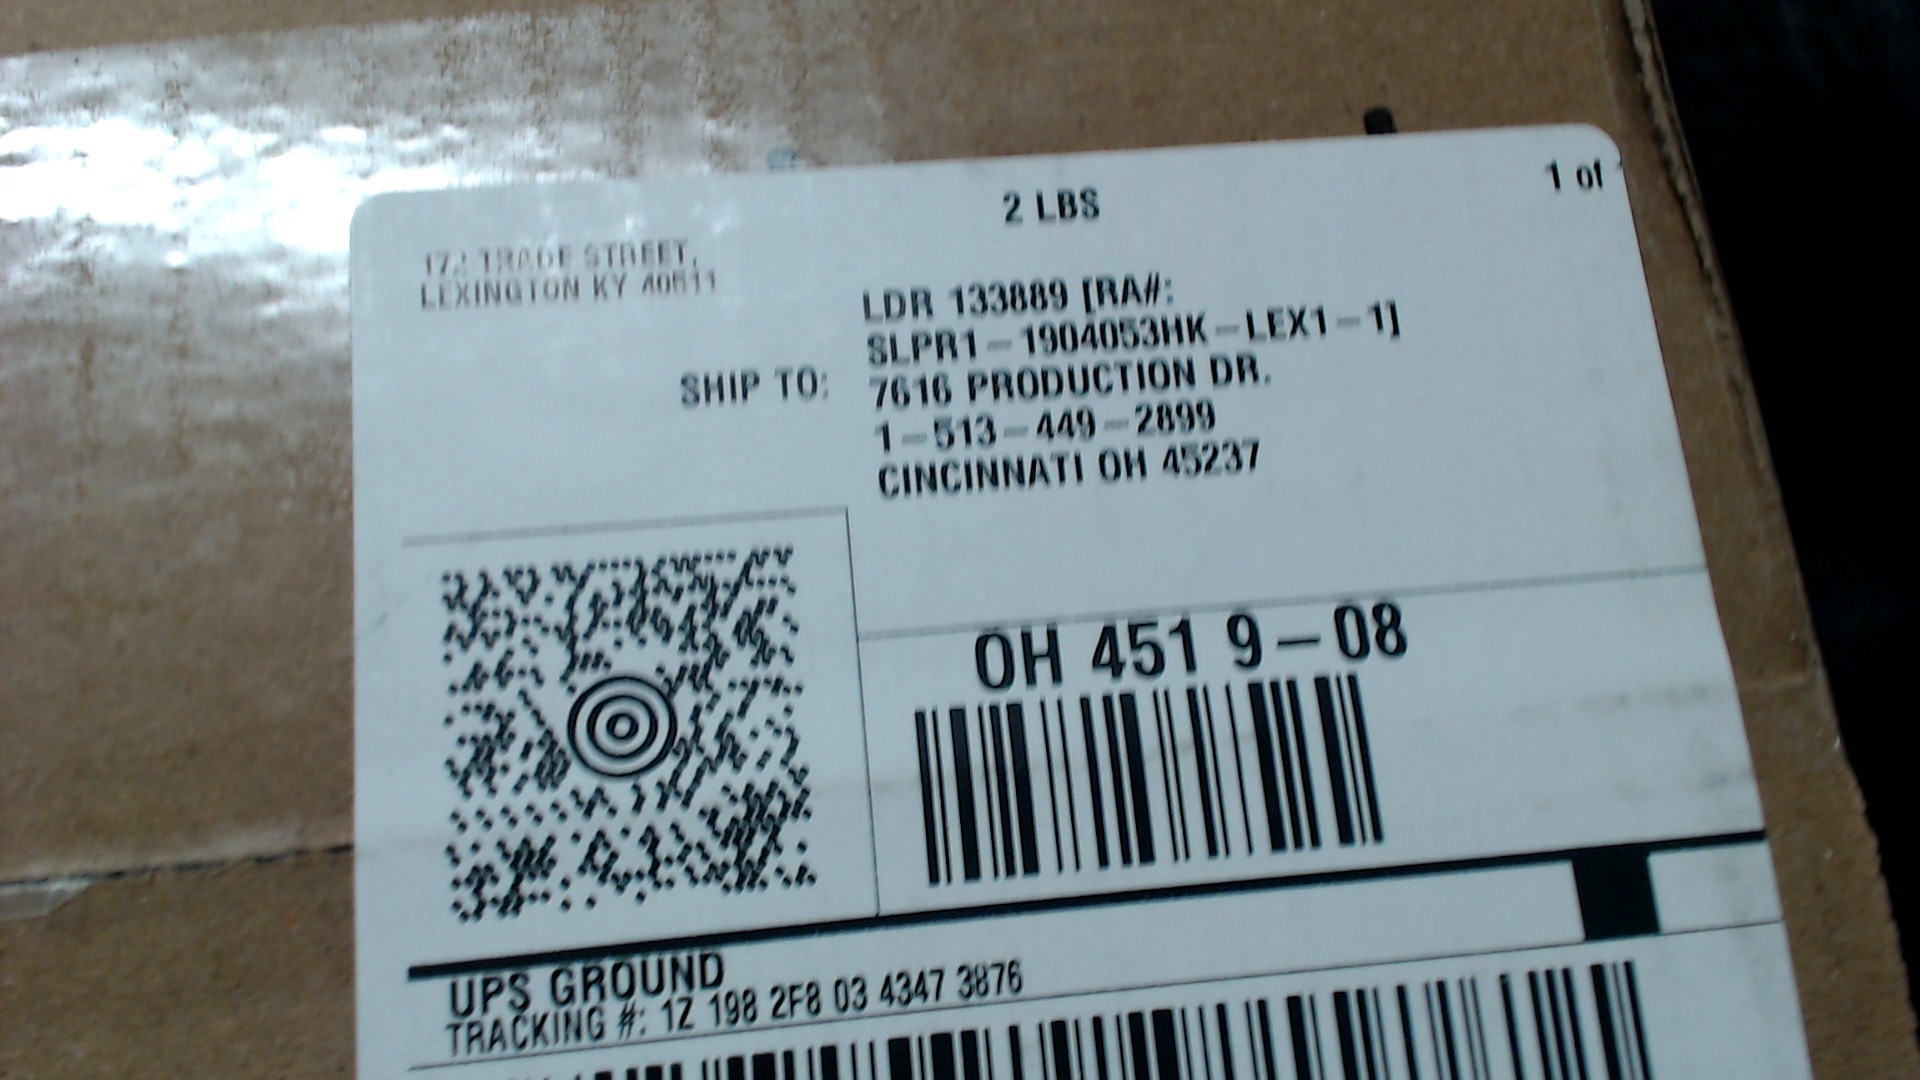 2 LBS
1 of
172 TRADE STREET,
LEXINGTON KY 40511
LDR 133889 [RA#:
SLPR1-1904053HK-LEX1-1]
SHIP TO: 7616 PRODUCTION DR.
1-513-449-2899
CINCINNATI OH 45237
OH 451 9-08
UPS GROUND
TRACKING #: 1Z 198 2F8 03 4347 3876